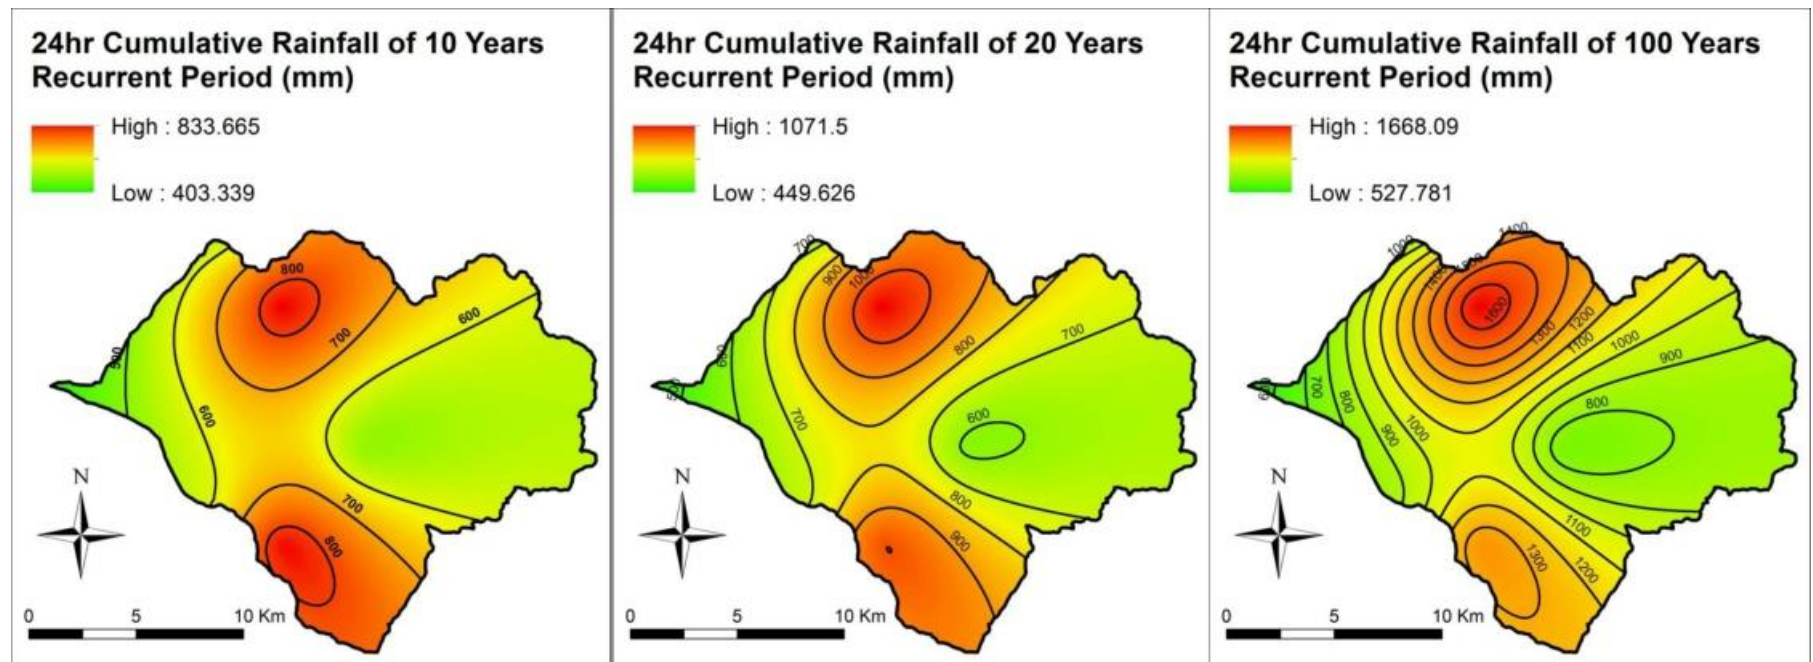 24hr Cumulative Rainfall of 10 Years
Recurrent Period (mm)
High : 833.665
Low : 403.339
800
700
600
500
600
700
800
N
0 5 10 Km
24hr Cumulative Rainfall of 20 Years
Recurrent Period (mm)
High : 1071.5
Low : 449.626
700
900
1000
800
700
600
700
600
800
900
N
0 5 10 Km
24hr Cumulative Rainfall of 100 Years
Recurrent Period (mm)
High : 1668.09
Low : 527.781
1000
1400
1600
1300
1200
1100
1000
900
700
800
900
1000
800
1100
1300
1200
N
0 5 10 Km